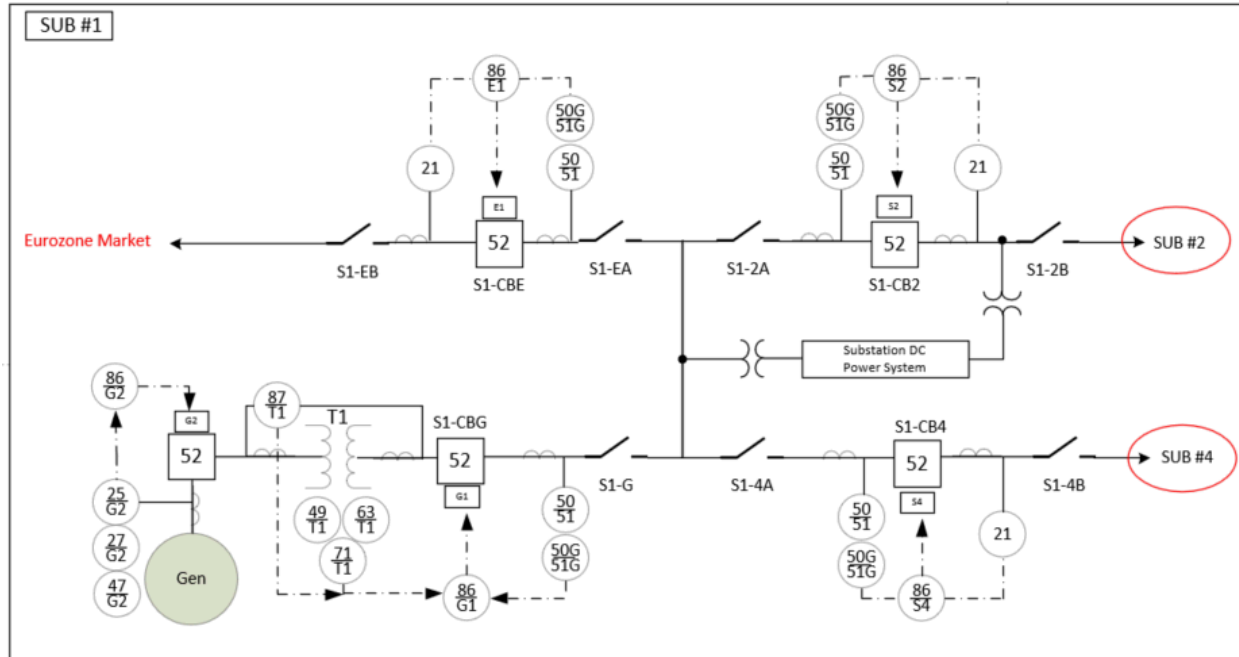 SUB #1
86
E1
86
S2
50G
51G
50G
51G
21
50
51
50
51
21
E1
S2
Eurozone Market
52
52
SUB #2
S1-EB
S1-CBE
S1-EA
S1-2A
S1-CB2
S1-2B
Substation DC
Power System
86
G2
87
T1
T1
S1-CBG
S1-CB4
G2
52
52
52
SUB #4
G1
S4
S1-G
S1-4A
S1-4B
25
G2
49
T1
63
T1
50
51
50
51
21
27
G2
71
T1
50G
51G
50G
51G
47
G2
Gen
86
G1
86
S4